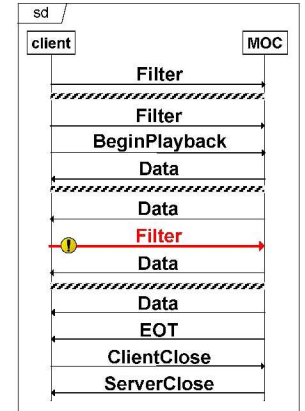 sd
client MOC
Filter
Filter
BeginPlayback
Data
Data
Filter
!
Data
Data
EOT
ClientClose
ServerClose